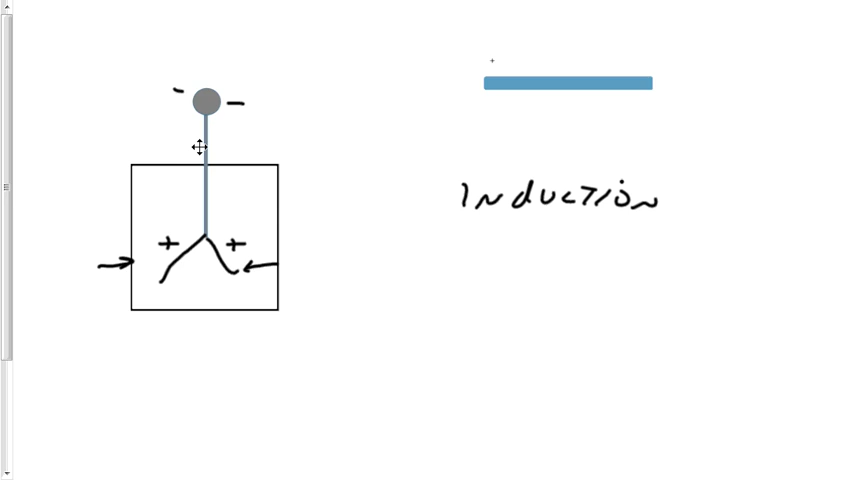 - -
+ +
INDUCTION